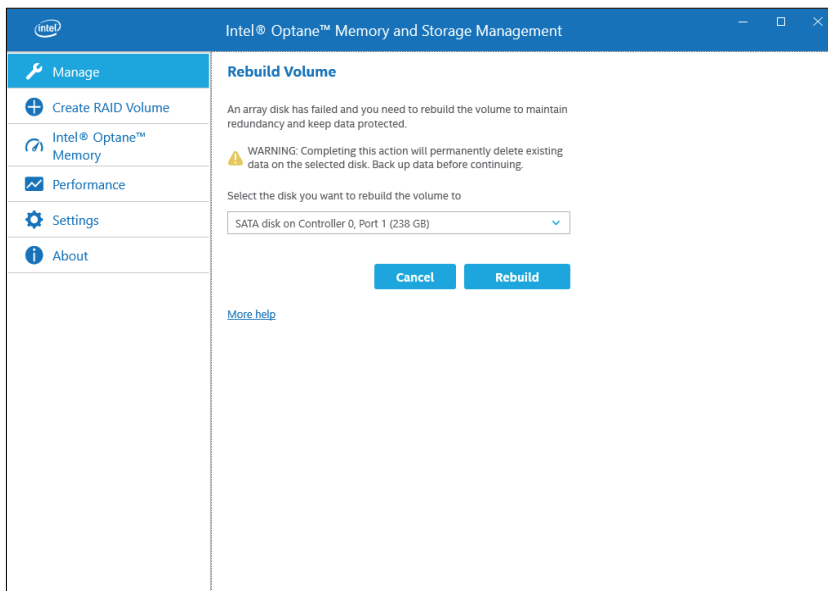 intel
Intel® Optane™ Memory and Storage Management
Manage
Create RAID Volume
Intel® Optane™
Memory
Performance
Settings
About
Rebuild Volume
An array disk has failed and you need to rebuild the volume to maintain
redundancy and keep data protected.
WARNING: Completing this action will permanently delete existing
data on the selected disk. Back up data before continuing.
Select the disk you want to rebuild the volume to
SATA disk on Controller 0, Port 1 (238 GB)
Cancel
Rebuild
More help